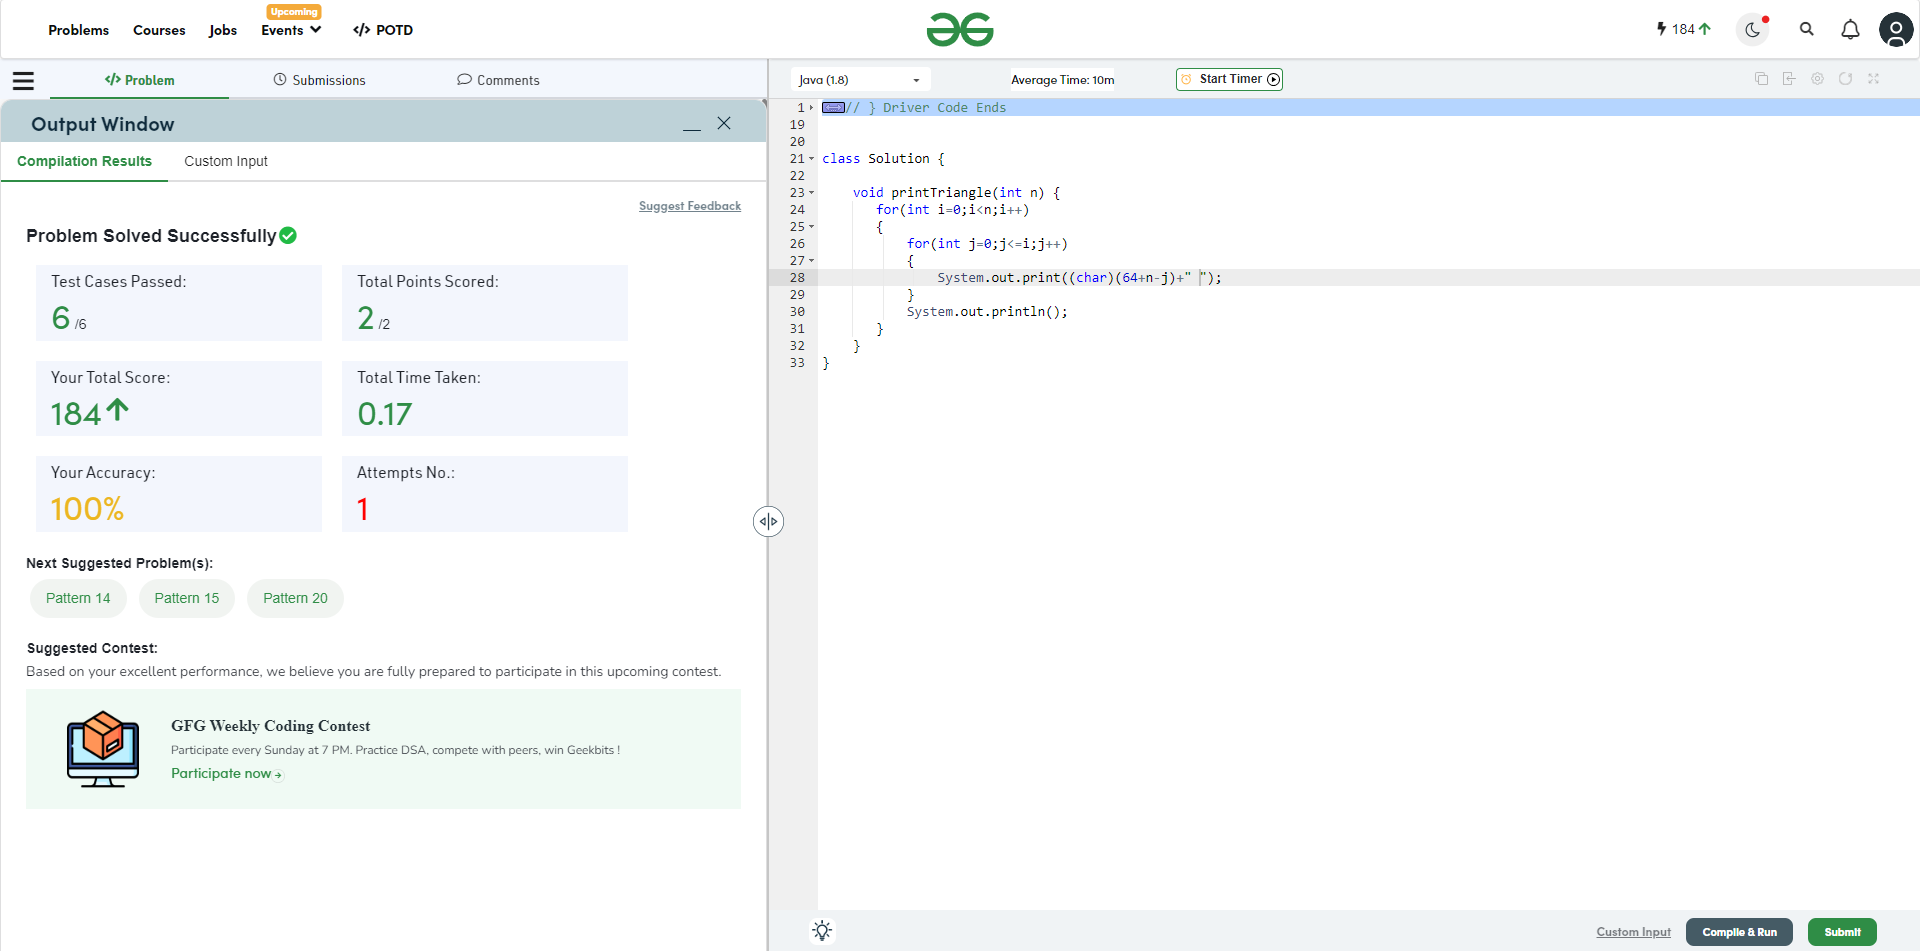 Problems Courses Jobs Upcoming Events </> POTD
184
</> Problem Submissions Comments
Output Window
Compilation Results Custom Input
Suggest Feedback
Problem Solved Successfully
Test Cases Passed:
6 /6
Total Points Scored:
2 /2
Your Total Score:
184
Total Time Taken:
0.17
Your Accuracy:
100%
Attempts No.:
1
Next Suggested Problem(s):
Pattern 14 Pattern 15 Pattern 20
Suggested Contest:
Based on your excellent performance, we believe you are fully prepared to participate in this upcoming contest.
GFG Weekly Coding Contest
Participate every Sunday at 7 PM. Practice DSA, compete with peers, win Geekbits !
Participate now
Java (1.8) Average Time: 10m Start Timer
1 // } Driver Code Ends
19
20
21 class Solution {
22
23 void printTriangle(int n) {
24 for(int i=0;i<n;i++)
25 {
26 for(int j=0;j<=i;j++)
27 {
28 System.out.print((char)(64+n-j)+" ");
29 }
30 System.out.println();
31 }
32 }
33 }
Custom Input Compile & Run Submit